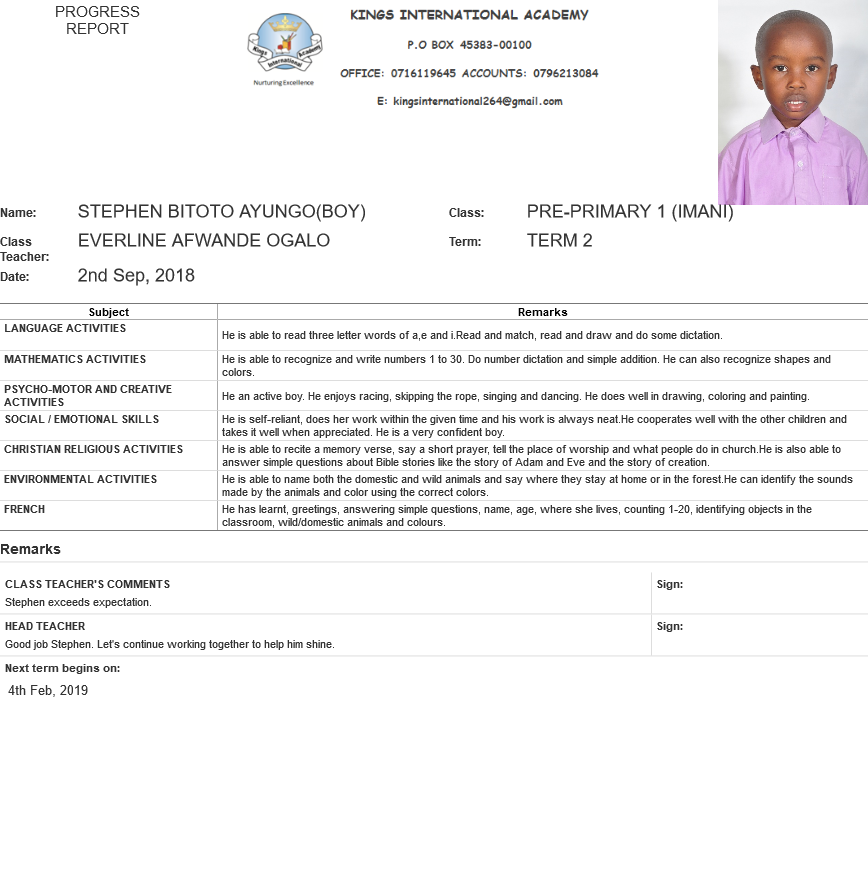 PROGRESS
REPORT
Kings International Academy
Nurturing Excellence
KINGS INTERNATIONAL ACADEMY
P.O BOX 45383-00100
OFFICE: 0716119645 ACCOUNTS: 0796213084
E: kingsinternational264@gmail.com
Name: STEPHEN BITOTO AYUNGO(BOY) Class: PRE-PRIMARY 1 (IMANI)
Class Teacher: EVERLINE AFWANDE OGALO Term: TERM 2
Date: 2nd Sep, 2018
Subject Remarks
LANGUAGE ACTIVITIES
He is able to read three letter words of a,e and i.Read and match, read and draw and do some dictation.
MATHEMATICS ACTIVITIES
He is able to recognize and write numbers 1 to 30. Do number dictation and simple addition. He can also recognize shapes and
colors.
PSYCHO-MOTOR AND CREATIVE
ACTIVITIES
He an active boy. He enjoys racing, skipping the rope, singing and dancing. He does well in drawing, coloring and painting.
SOCIAL / EMOTIONAL SKILLS
He is self-reliant, does her work within the given time and his work is always neat.He cooperates well with the other children and
takes it well when appreciated. He is a very confident boy.
CHRISTIAN RELIGIOUS ACTIVITIES
He is able to recite a memory verse, say a short prayer, tell the place of worship and what people do in church.He is also able to
answer simple questions about Bible stories like the story of Adam and Eve and the story of creation.
ENVIRONMENTAL ACTIVITIES
He is able to name both the domestic and wild animals and say where they stay at home or in the forest.He can identify the sounds
made by the animals and color using the correct colors.
FRENCH
He has learnt, greetings, answering simple questions, name, age, where she lives, counting 1-20, identifying objects in the
classroom, wild/domestic animals and colours.
Remarks
CLASS TEACHER'S COMMENTS
Stephen exceeds expectation.
Sign:
HEAD TEACHER
Good job Stephen. Let's continue working together to help him shine.
Sign:
Next term begins on:
4th Feb, 2019